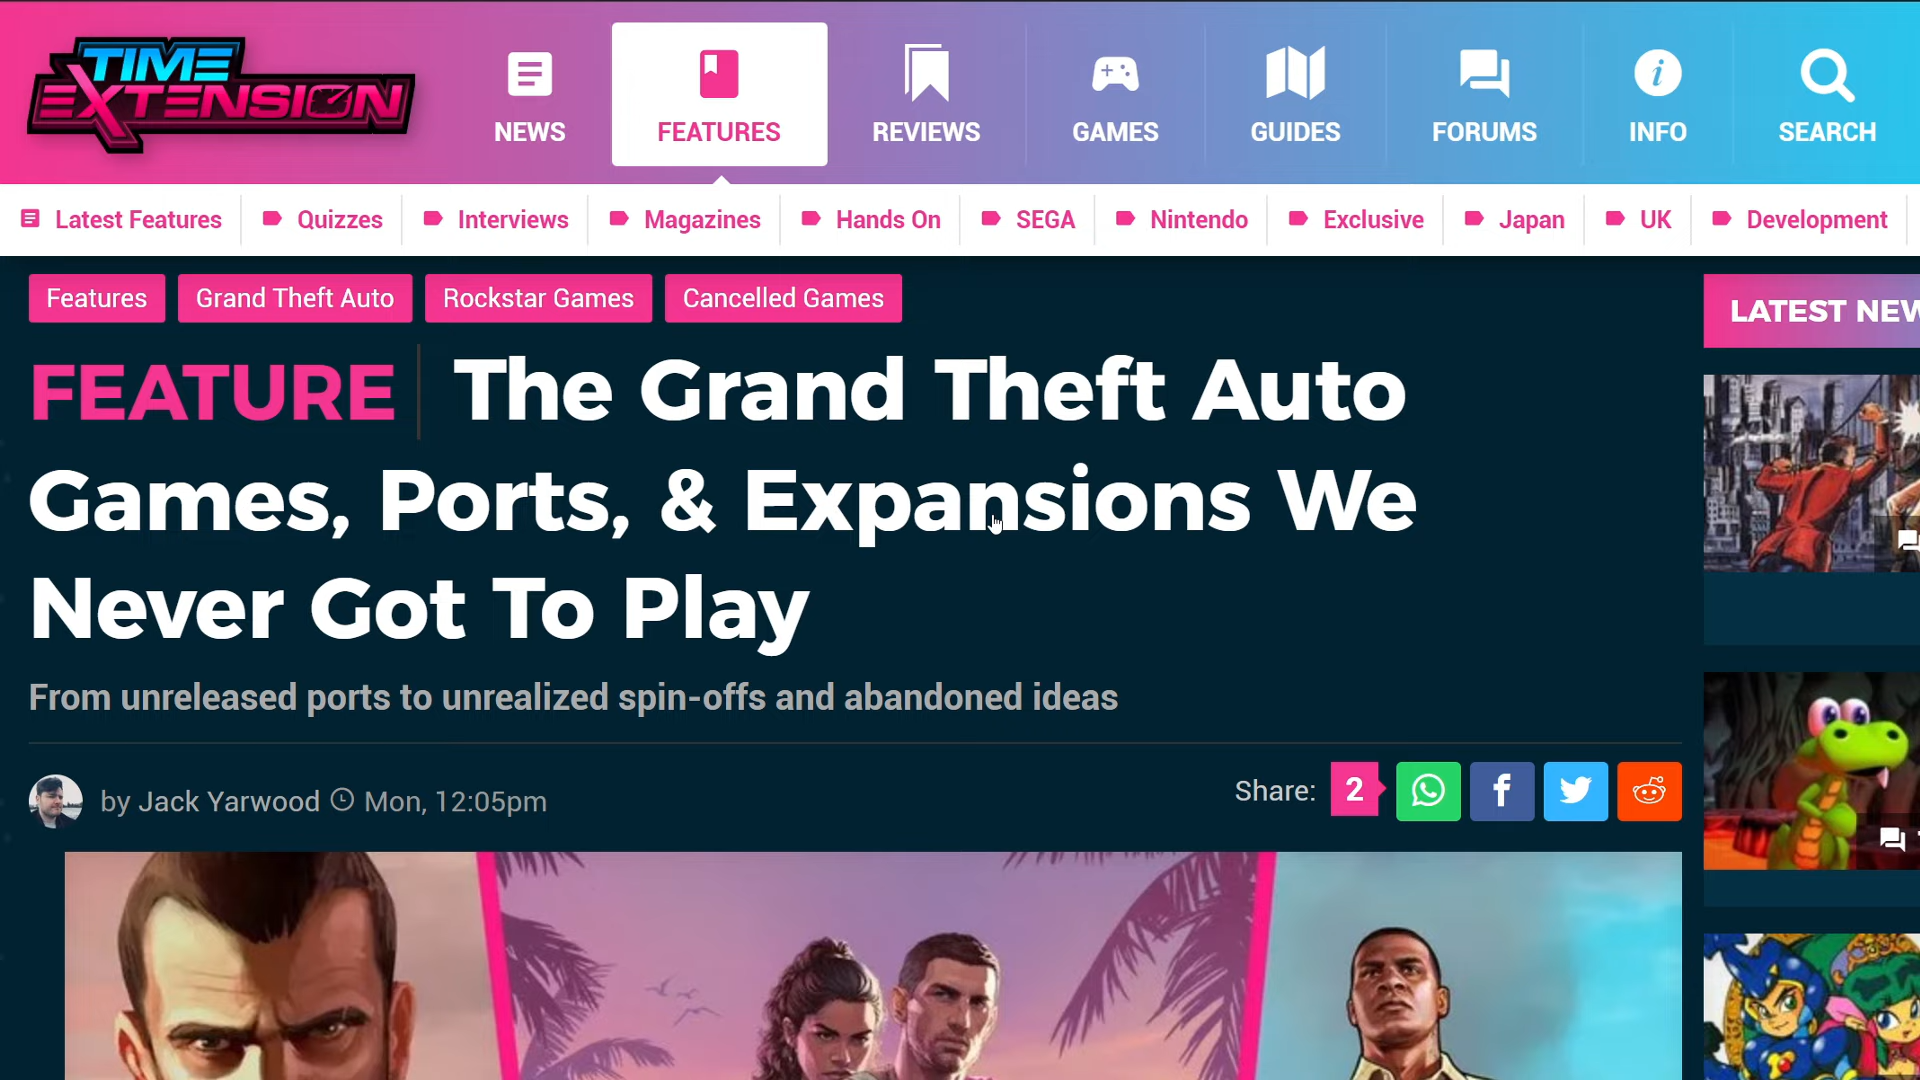 TIME
EXTENSION
NEWS
FEATURES
REVIEWS
GAMES
GUIDES
FORUMS
INFO
SEARCH
Latest Features
Quizzes
Interviews
Magazines
Hands On
SEGA
Nintendo
Exclusive
Japan
UK
Development
Features
Grand Theft Auto
Rockstar Games
Cancelled Games
FEATURE The Grand Theft Auto
Games, Ports, & Expansions We
Never Got To Play
From unreleased ports to unrealized spin-offs and abandoned ideas
by Jack Yarwood Mon, 12:05pm
Share: 2
LATEST NEW